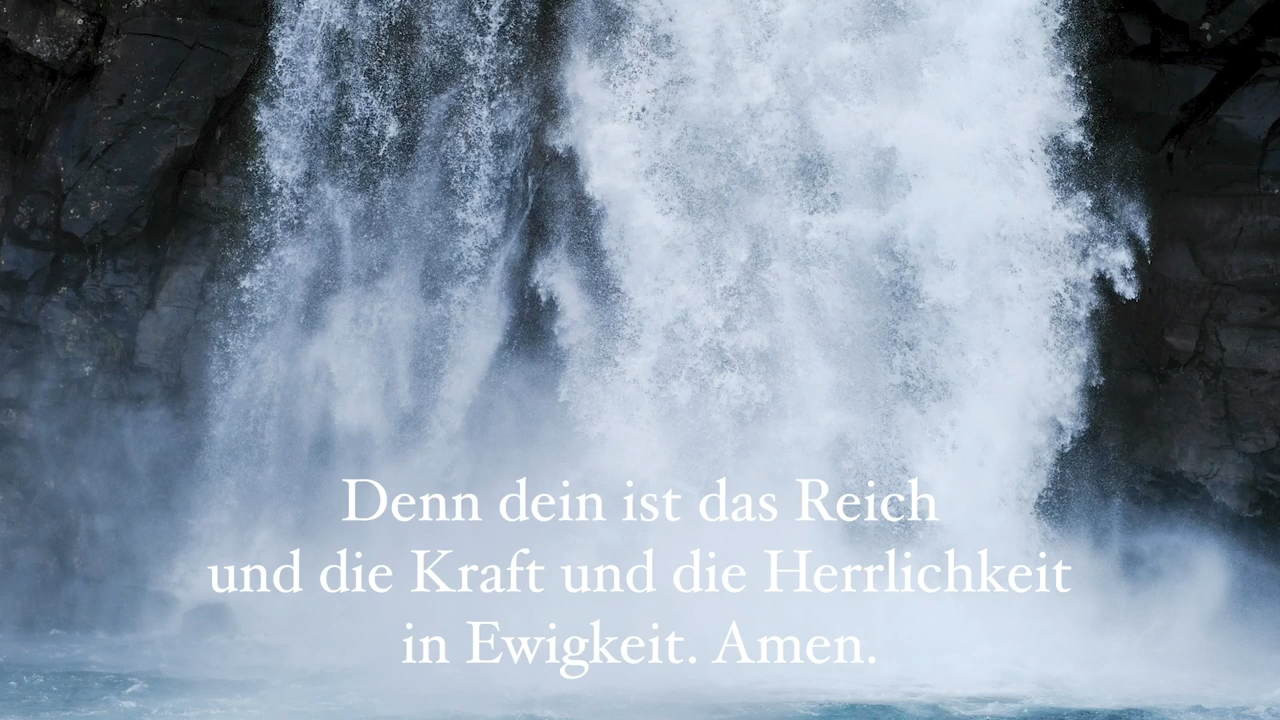 Denn dein ist das Reich
und die Kraft und die Herrlichkeit
in Ewigkeit. Amen.